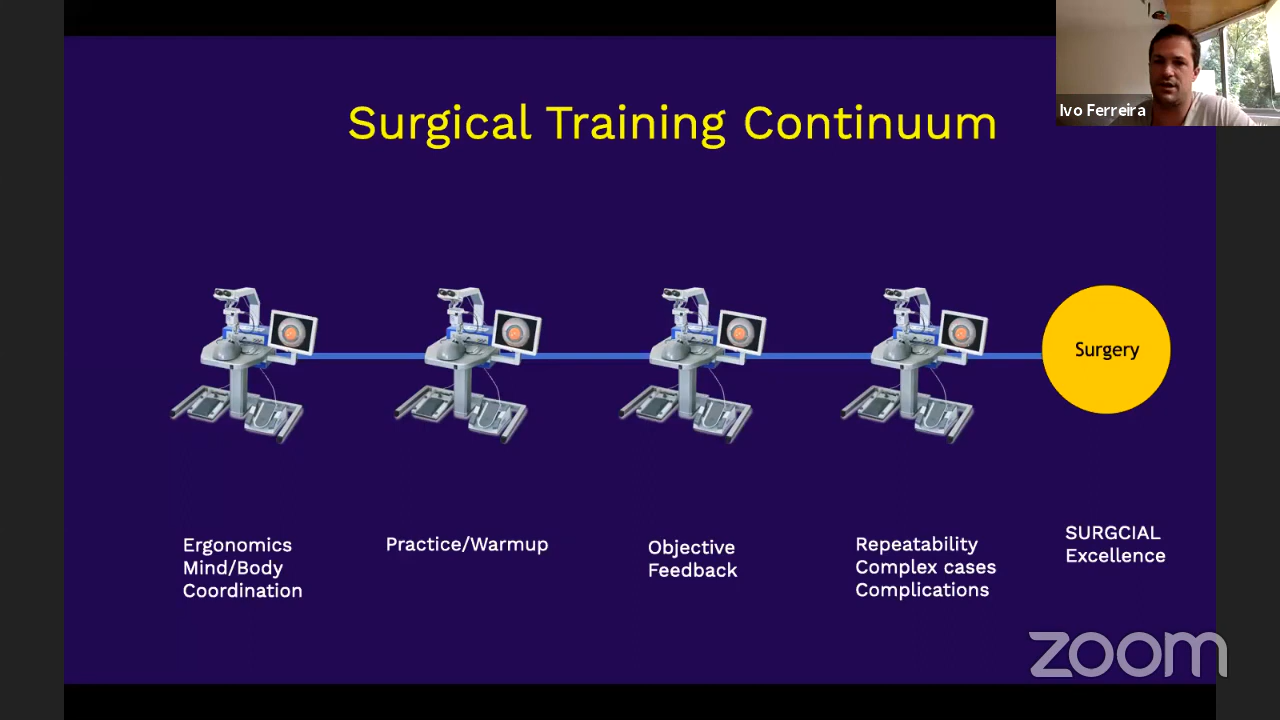 Surgical Training Continuum
Ivo Ferreira
Surgery
Ergonomics
Mind/Body
Coordination
Practice/Warmup
Objective
Feedback
Repeatability
Complex cases
Complications
SURGCIAL
Excellence
zoom